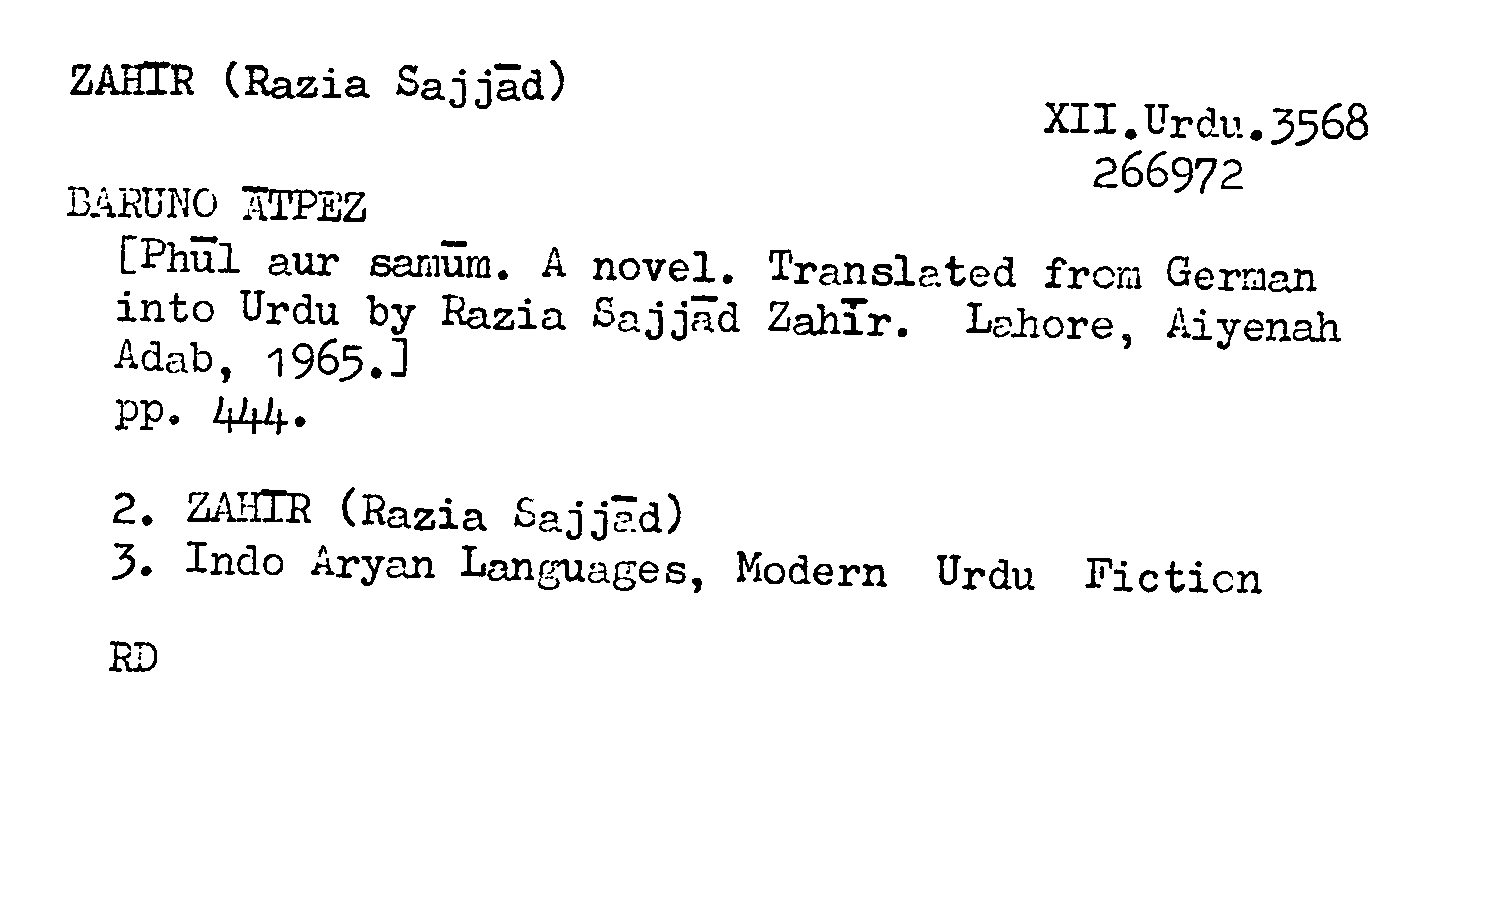 ZAHĪR (Razia Sajjād)
XII.Urdu.3568
266972
BARUNO ĀTPEZ
[Phūl aur samūm. A novel. Translated from German
into Urdu by Razia Sajjād Zahīr. Lahore, Aiyenah
Adab, 1965.]
pp. 444.
2. ZAHĪR (Razia Sajjād)
3. Indo Aryan Languages, Modern Urdu Fiction
RD